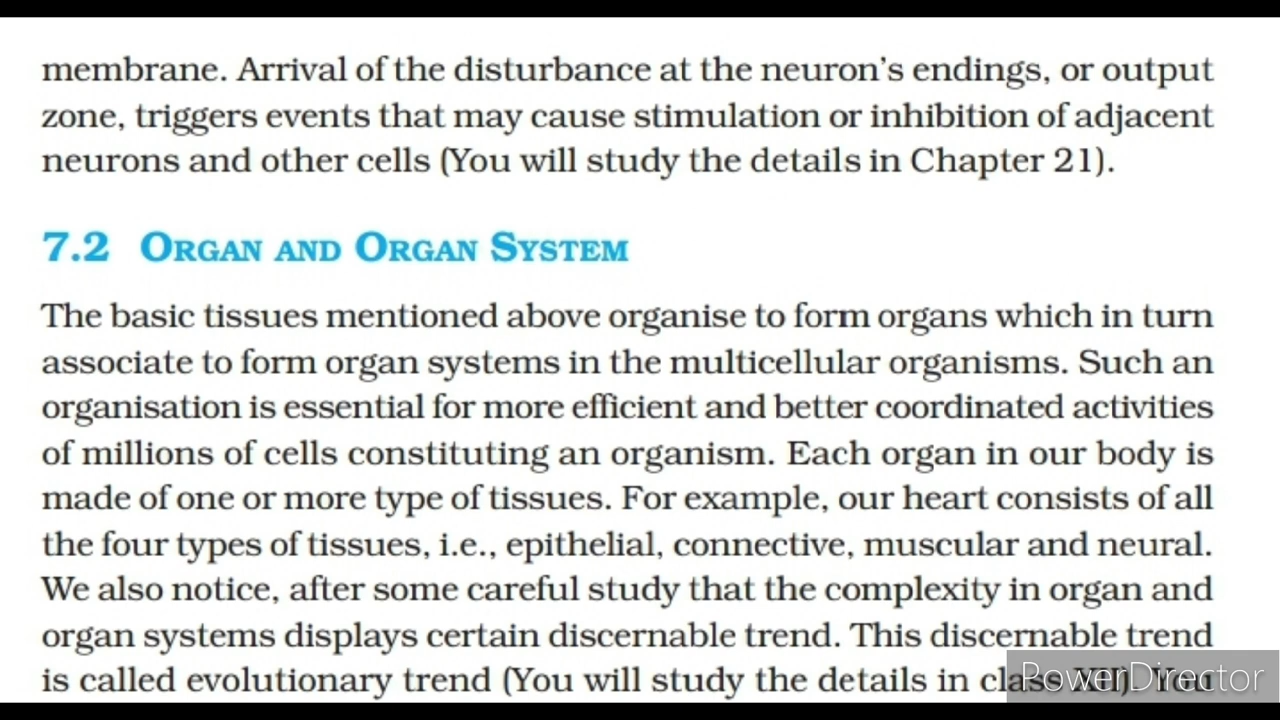 membrane. Arrival of the disturbance at the neuron's endings, or output
zone, triggers events that may cause stimulation or inhibition of adjacent
neurons and other cells (You will study the details in Chapter 21).
7.2 ORGAN AND ORGAN SYSTEM
The basic tissues mentioned above organise to form organs which in turn
associate to form organ systems in the multicellular organisms. Such an
organisation is essential for more efficient and better coordinated activities
of millions of cells constituting an organism. Each organ in our body is
made of one or more type of tissues. For example, our heart consists of all
the four types of tissues, i.e., epithelial, connective, muscular and neural.
We also notice, after some careful study that the complexity in organ and
organ systems displays certain discernable trend. This discernable trend
is called evolutionary trend (You will study the details in class XII). You
PowerDirector